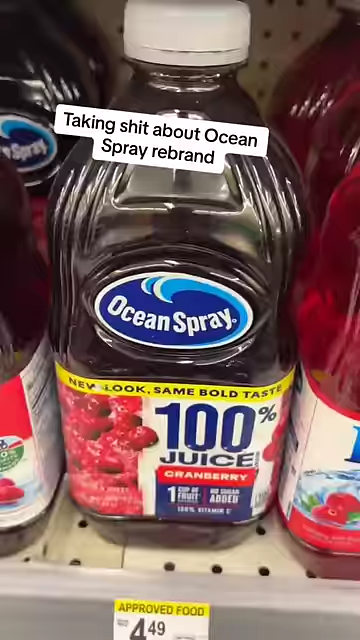 Taking shit about Ocean
Spray rebrand
Spray
Ocean Spray
NEW LOOK, SAME BOLD TASTE
100%
JUICE
CRANBERRY
1 CUP OF FRUIT
NO SUGAR ADDED
100% VITAMIN C
APPROVED FOOD
4 49